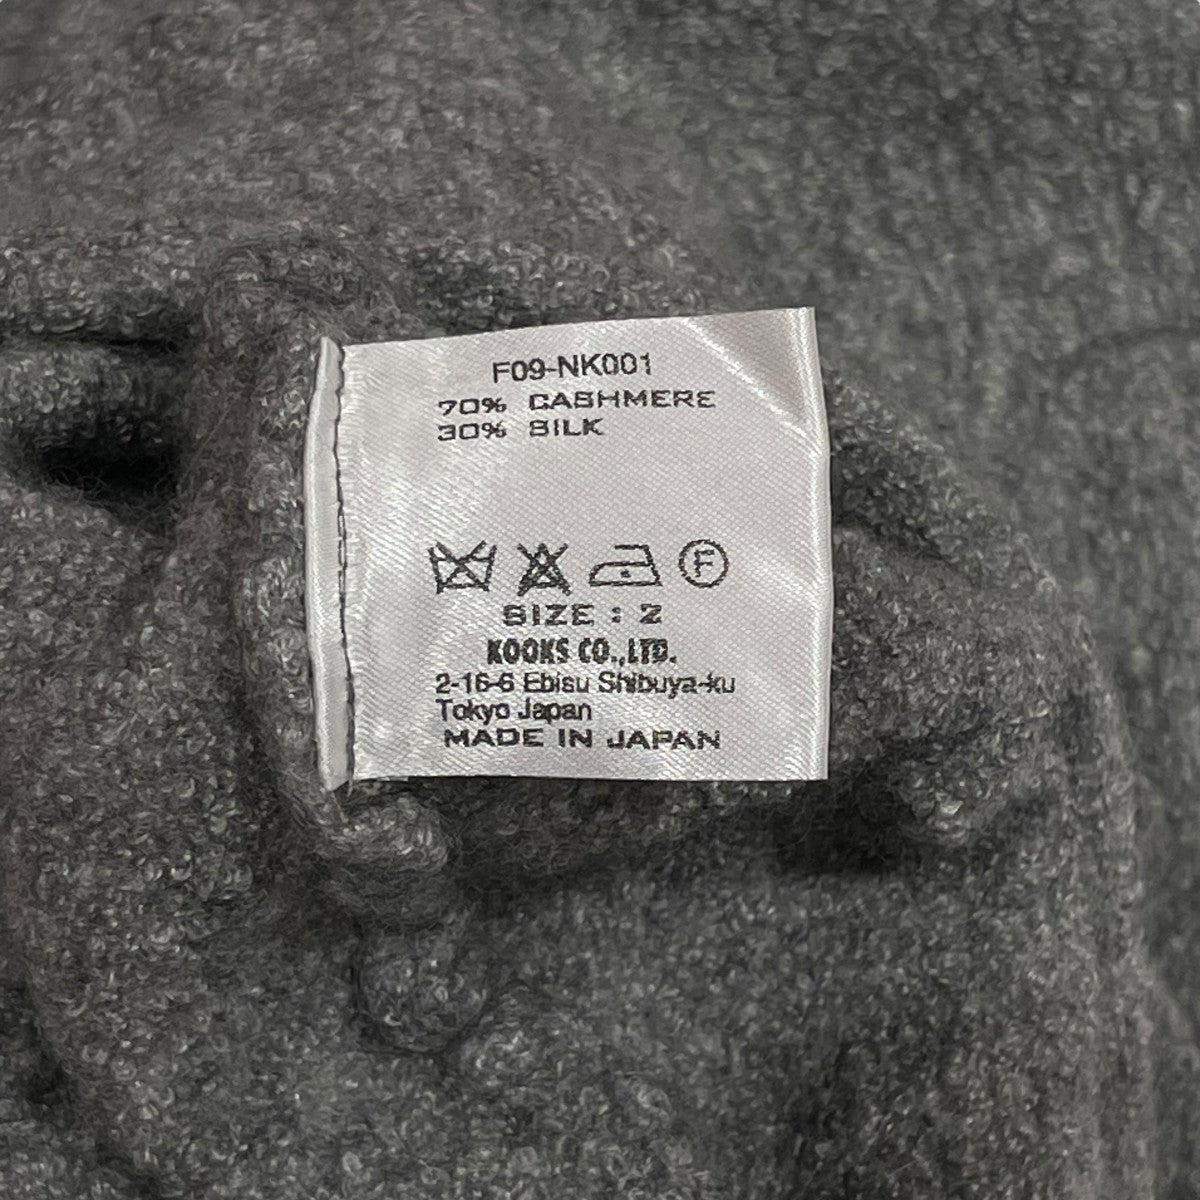 F09-NK001
70% CASHMERE
30% SILK
F
SIZE : 2
KOOKS CO.,LTD.
2-16-6 Ebisu Shibuya-ku
Tokyo Japan
MADE IN JAPAN